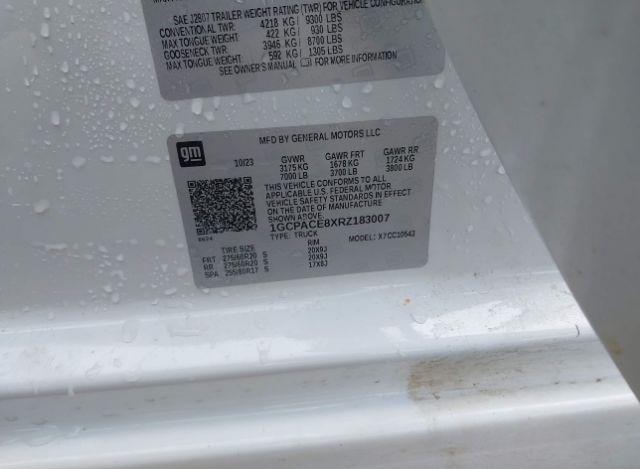 SAE J2807 TRAILER WEIGHT RATING (TWR) FOR VEHICLE CONFIGURATION
CONVENTIONAL TWR: 4218 KG / 9300 LBS
MAX TONGUE WEIGHT: 422 KG / 930 LBS
GOOSENECK TWR: 3946 KG / 8700 LBS
MAX TONGUE WEIGHT: 592 KG / 1305 LBS
SEE OWNER'S MANUAL FOR MORE INFORMATION
gm
MFD BY GENERAL MOTORS LLC
10/23 GVWR GAWR FRT GAWR RR
3175 KG 1678 KG 1724 KG
7000 LB 3700 LB 3800 LB
THIS VEHICLE CONFORMS TO ALL
APPLICABLE U.S. FEDERAL MOTOR
VEHICLE SAFETY STANDARDS IN EFFECT
ON THE DATE OF MANUFACTURE
SHOWN ABOVE.
1GCPACE8XRZ183007
TYPE: TRUCK MODEL: X7CC10543
TIRE SIZE RIM
FRT 275/60R20 S 20X9J
RR 275/60R20 S 20X9J
SPA 255/80R17 S 17X8J